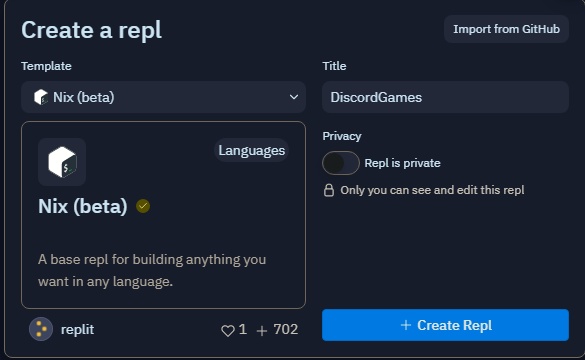 Create a repl
Import from GitHub
Template
Title
Nix (beta)
DiscordGames
Languages
Nix (beta)
A base repl for building anything you
want in any language.
replit
1
702
Privacy
Repl is private
Only you can see and edit this repl
+ Create Repl